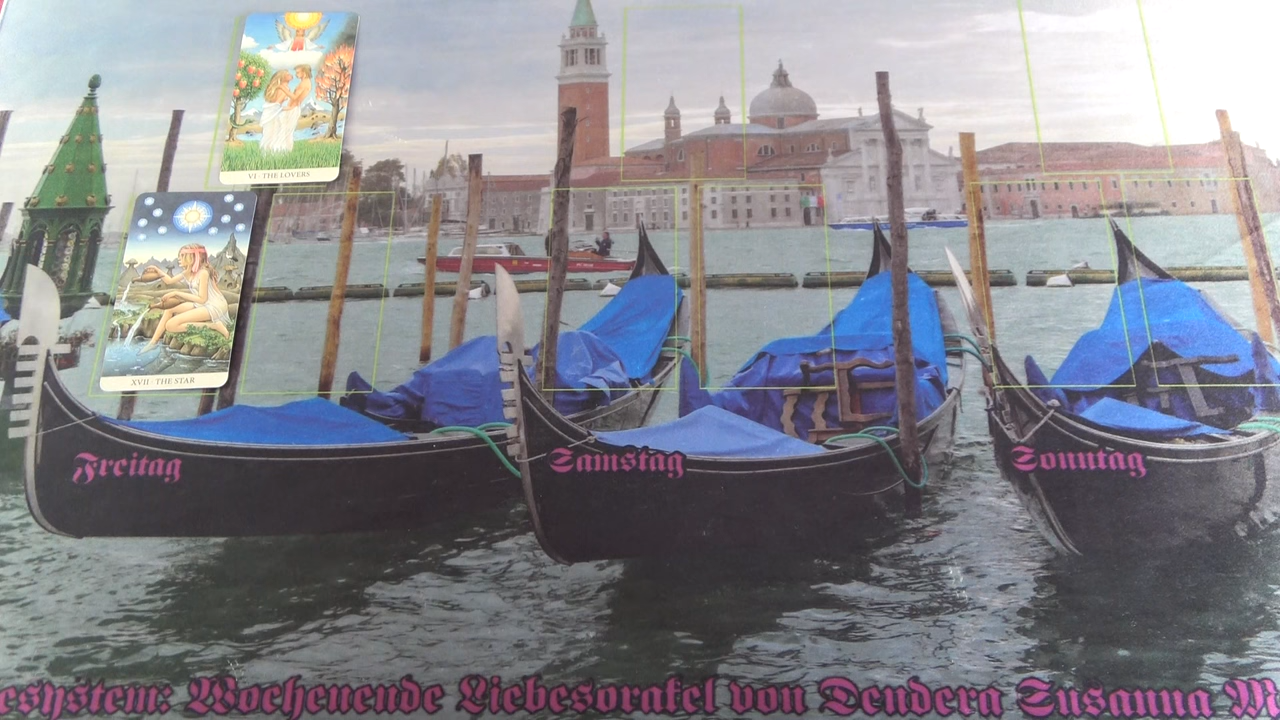 VI · THE LOVERS
XVII · THE STAR
Freitag
Samstag
Sonntag
esystem: Wochenende Liebesorakel von Dendera Susanna M